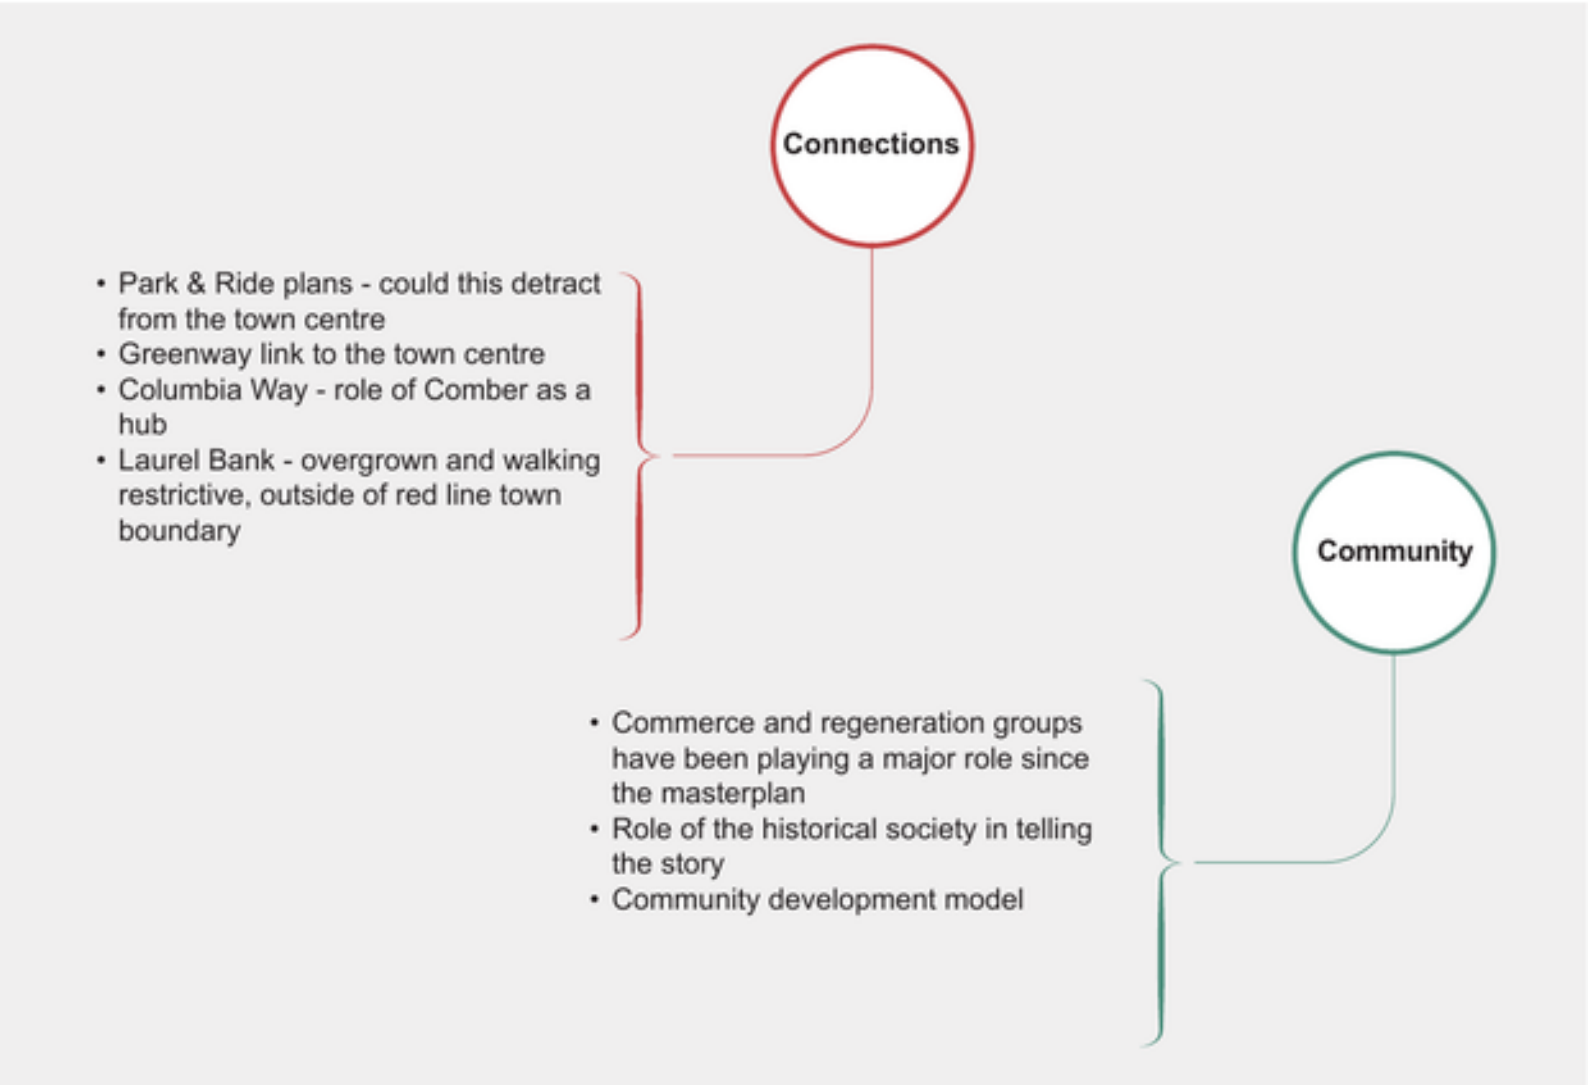 Connections
• Park & Ride plans - could this detract
from the town centre
• Greenway link to the town centre
• Columbia Way - role of Comber as a
hub
• Laurel Bank - overgrown and walking
restrictive, outside of red line town
boundary
Community
• Commerce and regeneration groups
have been playing a major role since
the masterplan
• Role of the historical society in telling
the story
• Community development model